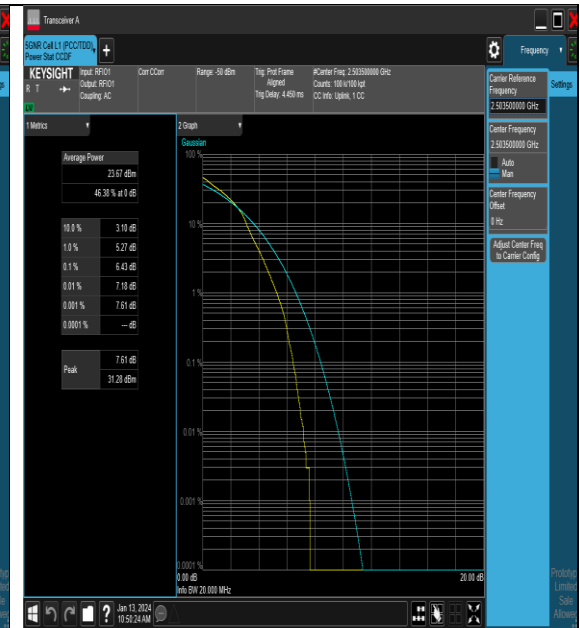 Transceiver A
5GNR Cell L1 (PCC/TDD),
Power Stat CCDF
Frequency
KEYSIGHT
R T
LU
Input: RFIO1
Output: RFIO1
Coupling: AC
Corr CCorr
Range: -50 dBm
Trig: Prot Frame
Aligned
Trig Delay: 4.450 ms
#Center Freq: 2.503500000 GHz
Counts: 100 k/100 kpt
CC Info: Uplink, 1 CC
Carrier Reference
Frequency
2.503500000 GHz
Settings
Center Frequency
2.503500000 GHz
Auto
Man
Center Frequency
Offset
0 Hz
Adjust Center Freq
to Carrier Config
1 Metrics
Average Power
23.67 dBm
46.38 % at 0 dB
10.0 % 3.10 dB
1.0 % 5.27 dB
0.1 % 6.43 dB
0.01 % 7.18 dB
0.001 % 7.61 dB
0.0001 % --- dB
Peak
7.61 dB
31.28 dBm
2 Graph
Gaussian
100 %
10 %
1 %
0.1 %
0.01 %
0.001 %
0.0001 %
0.00 dB 20.00 dB
Info BW 20.000 MHz
? Jan 13, 2024
10:50:24 AM